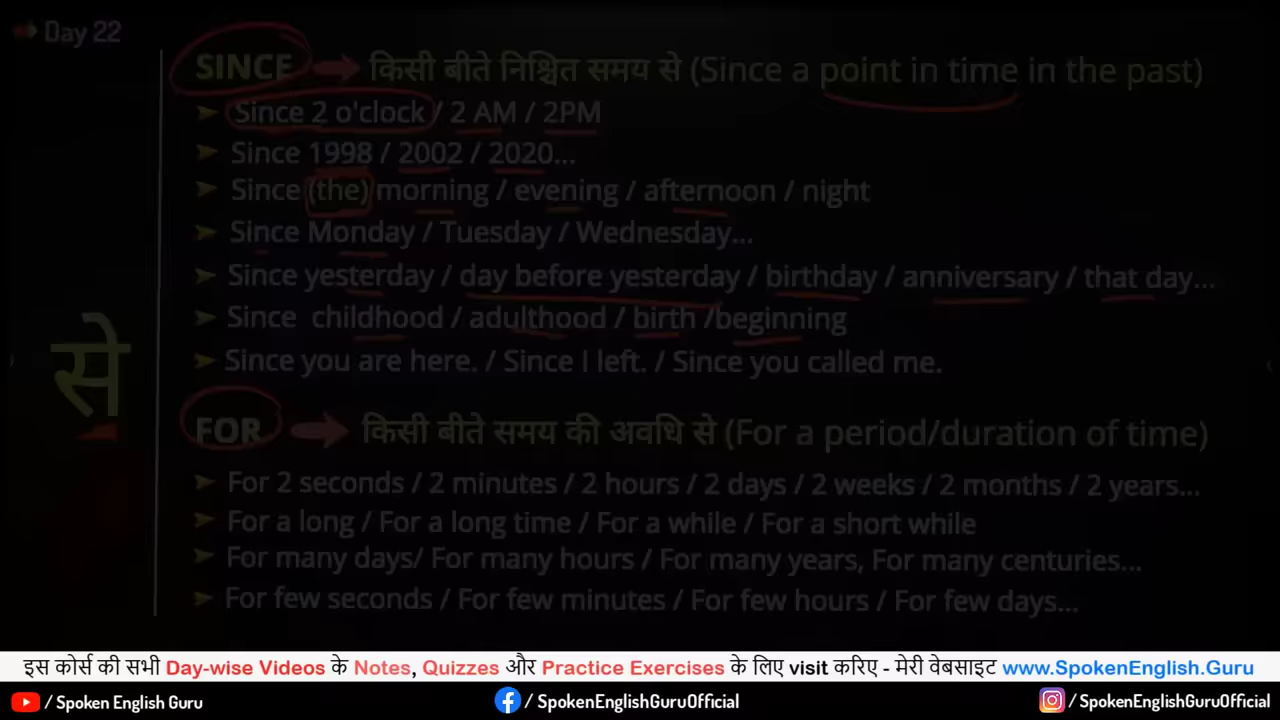 Day 22
SINCE किसी बीते निश्चित समय से (Since a point in time in the past)
Since 2 o'clock / 2 AM / 2PM
Since 1998 / 2002 / 2020...
Since (the) morning / evening / afternoon / night
Since Monday / Tuesday / Wednesday...
Since yesterday / day before yesterday / birthday / anniversary / that day...
Since childhood / adulthood / birth /beginning
Since you are here. / Since I left. / Since you called me.
से
FOR किसी बीते समय की अवधि से (For a period/duration of time)
For 2 seconds / 2 minutes / 2 hours / 2 days / 2 weeks / 2 months / 2 years...
For a long / For a long time / For a while / For a short while
For many days/ For many hours / For many years, For many centuries...
For few seconds / For few minutes / For few hours / For few days...
इस कोर्स की सभी Day-wise Videos के Notes, Quizzes और Practice Exercises के लिए visit करिए - मेरी वेबसाइट www.SpokenEnglish.Guru
/ Spoken English Guru / SpokenEnglishGuruOfficial / SpokenEnglishGuruOfficial